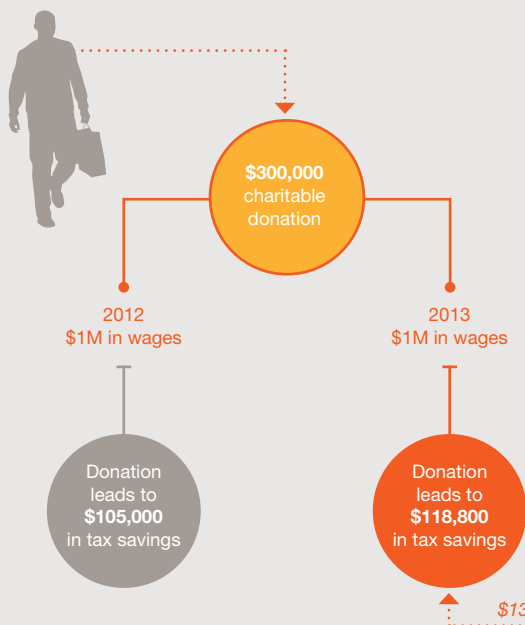 $300,000
charitable
donation
2012
$1M in wages
2013
$1M in wages
Donation
leads to
$105,000
in tax savings
Donation
leads to
$118,800
in tax savings